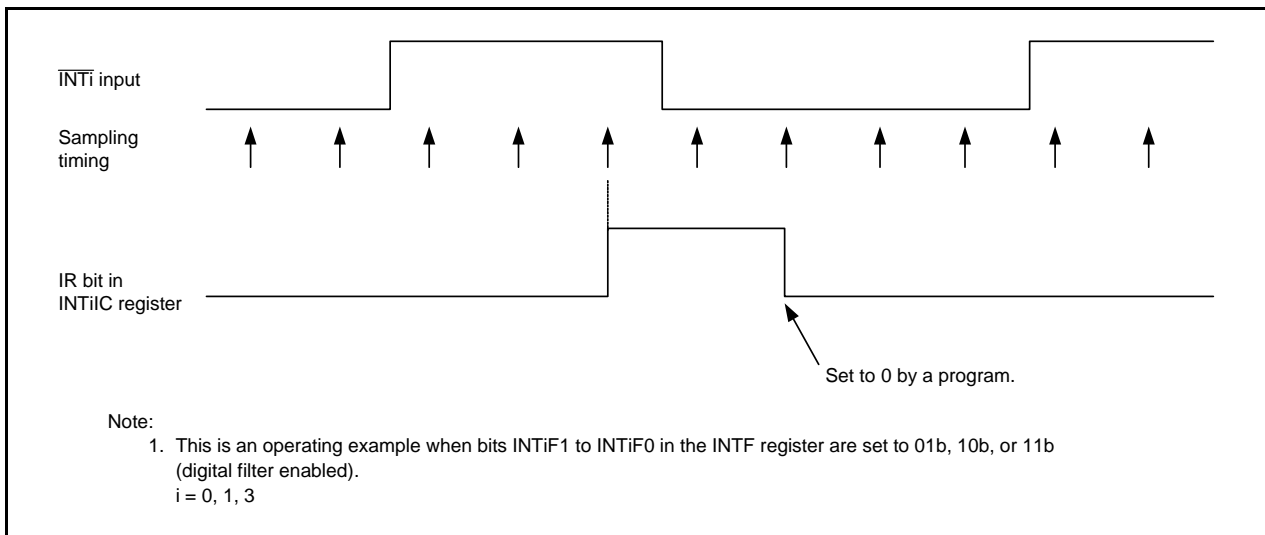 INTi input
Sampling
timing
IR bit in
INTiIC register
Set to 0 by a program.
Note:
1. This is an operating example when bits INTiF1 to INTiF0 in the INTF register are set to 01b, 10b, or 11b
(digital filter enabled).
i = 0, 1, 3